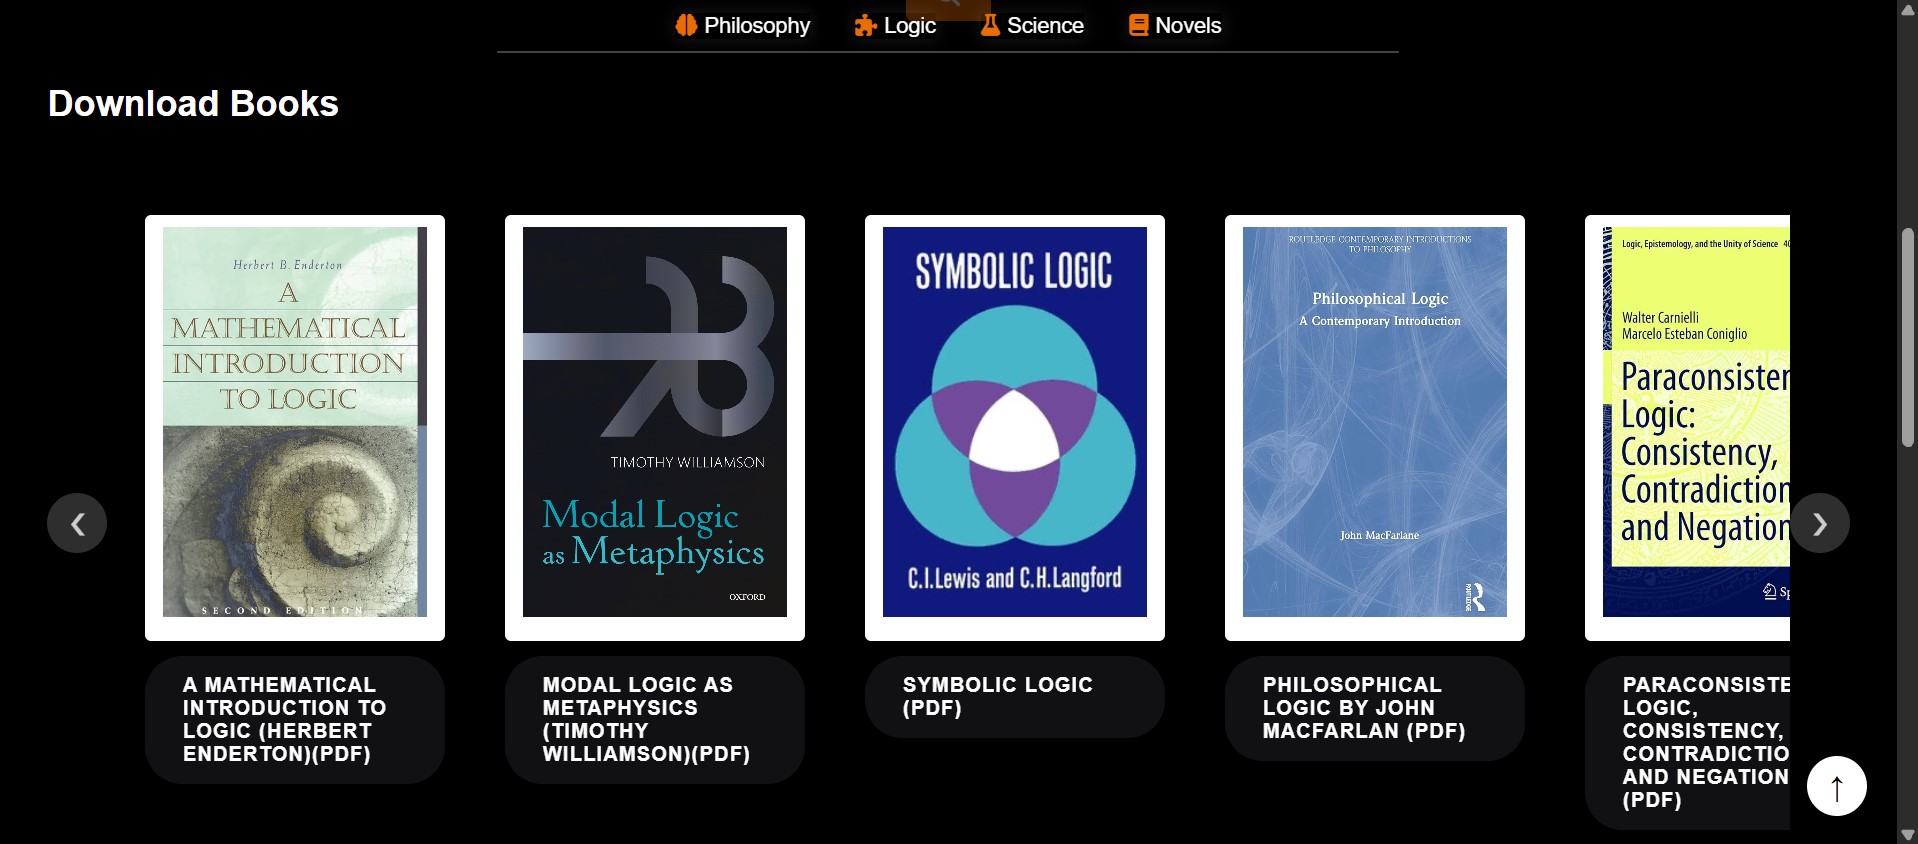 Philosophy
Logic
Science
Novels
Download Books
Herbert B. Enderton
A
MATHEMATICAL
INTRODUCTION
TO LOGIC
SECOND EDITION
TIMOTHY WILLIAMSON
Modal Logic
as Metaphysics
OXFORD
SYMBOLIC LOGIC
C.I.Lewis and C.H.Langford
ROUTLEDGE CONTEMPORARY INTRODUCTIONS
TO PHILOSOPHY
Philosophical Logic
A Contemporary Introduction
John MacFarlane
ROUTLEDGE
Logic, Epistemology, and the Unity of Science 40
Walter Carnielli
Marcelo Esteban Coniglio
Paraconsisten
Logic:
Consistency,
Contradiction
and Negation
Sp
A MATHEMATICAL
INTRODUCTION TO
LOGIC (HERBERT
ENDERTON)(PDF)
MODAL LOGIC AS
METAPHYSICS
(TIMOTHY
WILLIAMSON)(PDF)
SYMBOLIC LOGIC
(PDF)
PHILOSOPHICAL
LOGIC BY JOHN
MACFARLAN (PDF)
PARACONSISTE
LOGIC,
CONSISTENCY,
CONTRADICTIO
AND NEGATION
(PDF)